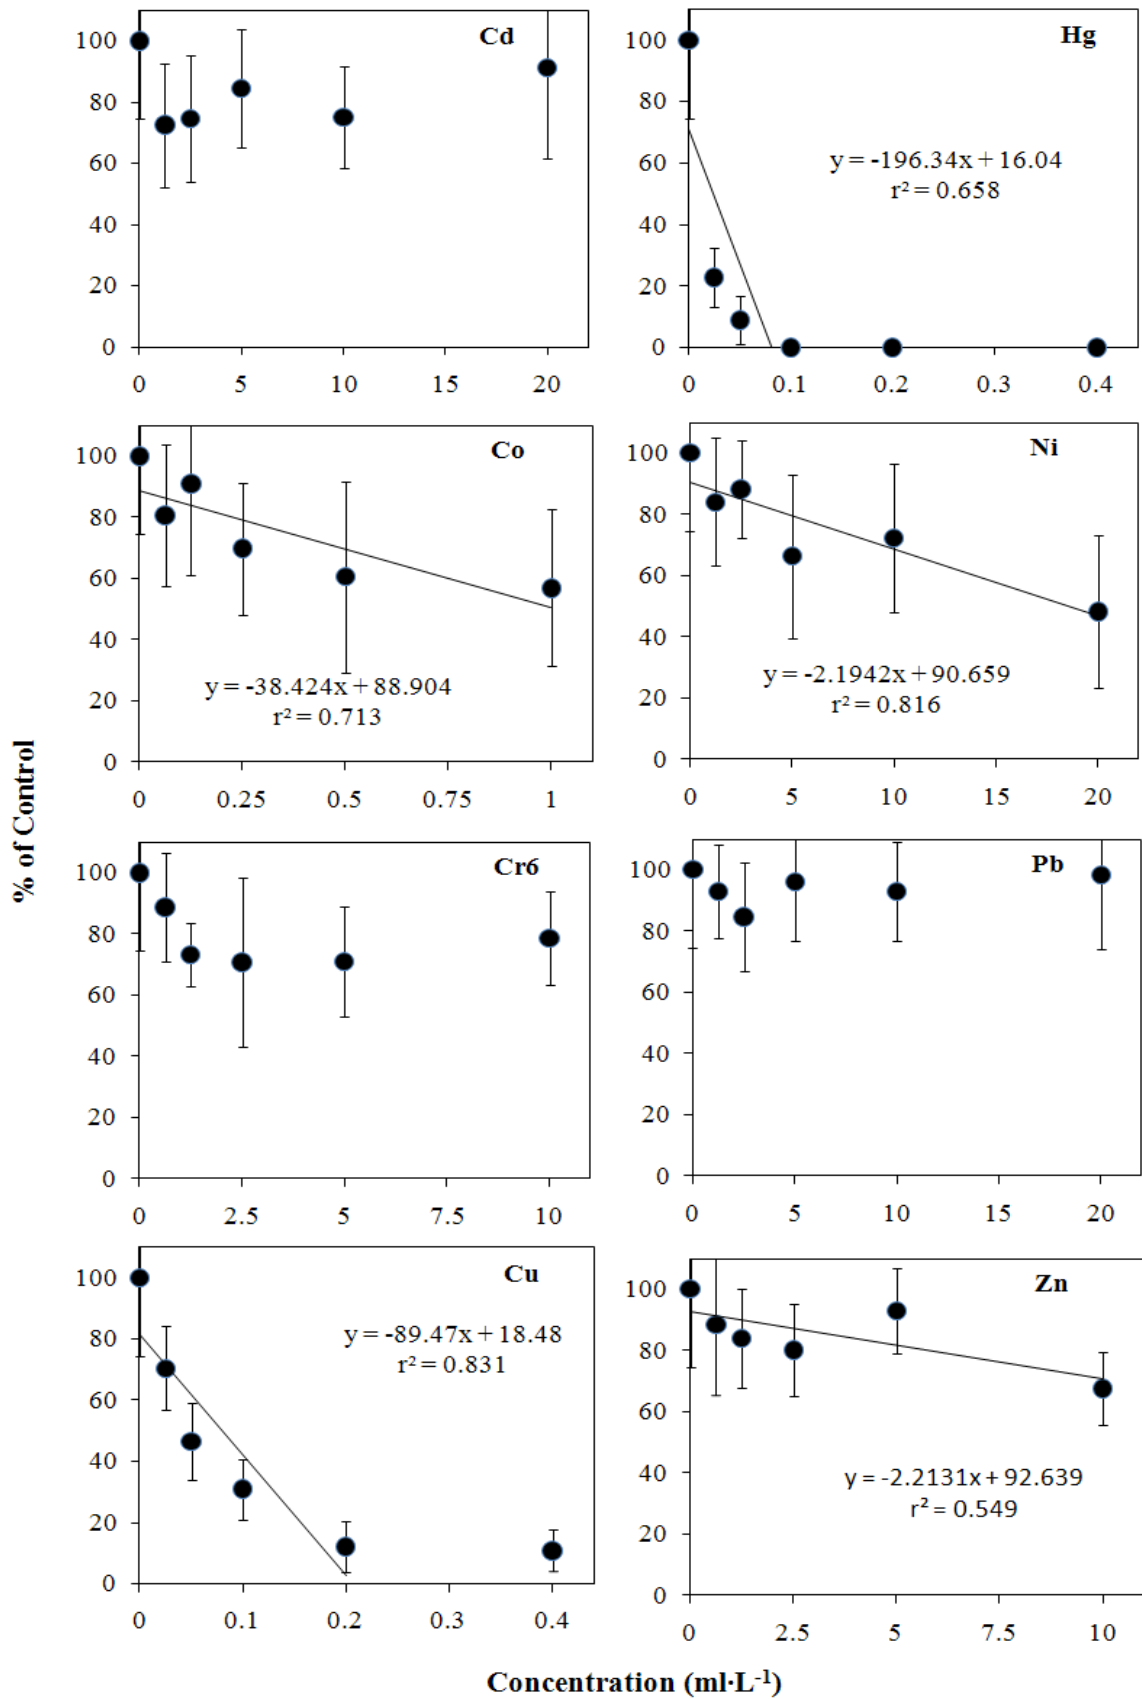 % of Control
Cd
100
80
60
40
20
0
0 5 10 15 20
Hg
y = -196.34x + 16.04
r² = 0.658
100
80
60
40
20
0
0 0.1 0.2 0.3 0.4
Co
100
80
60
40
20
0
y = -38.424x + 88.904
r² = 0.713
0 0.25 0.5 0.75 1
Ni
100
80
60
40
20
0
y = -2.1942x + 90.659
r² = 0.816
0 5 10 15 20
Cr6
100
80
60
40
20
0
0 2.5 5 7.5 10
Pb
100
80
60
40
20
0
0 5 10 15 20
Cu
y = -89.47x + 18.48
r² = 0.831
100
80
60
40
20
0
0 0.1 0.2 0.3 0.4
Zn
100
80
60
40
20
0
y = -2.2131x + 92.639
r² = 0.549
0 2.5 5 7.5 10
Concentration (ml·L⁻¹)